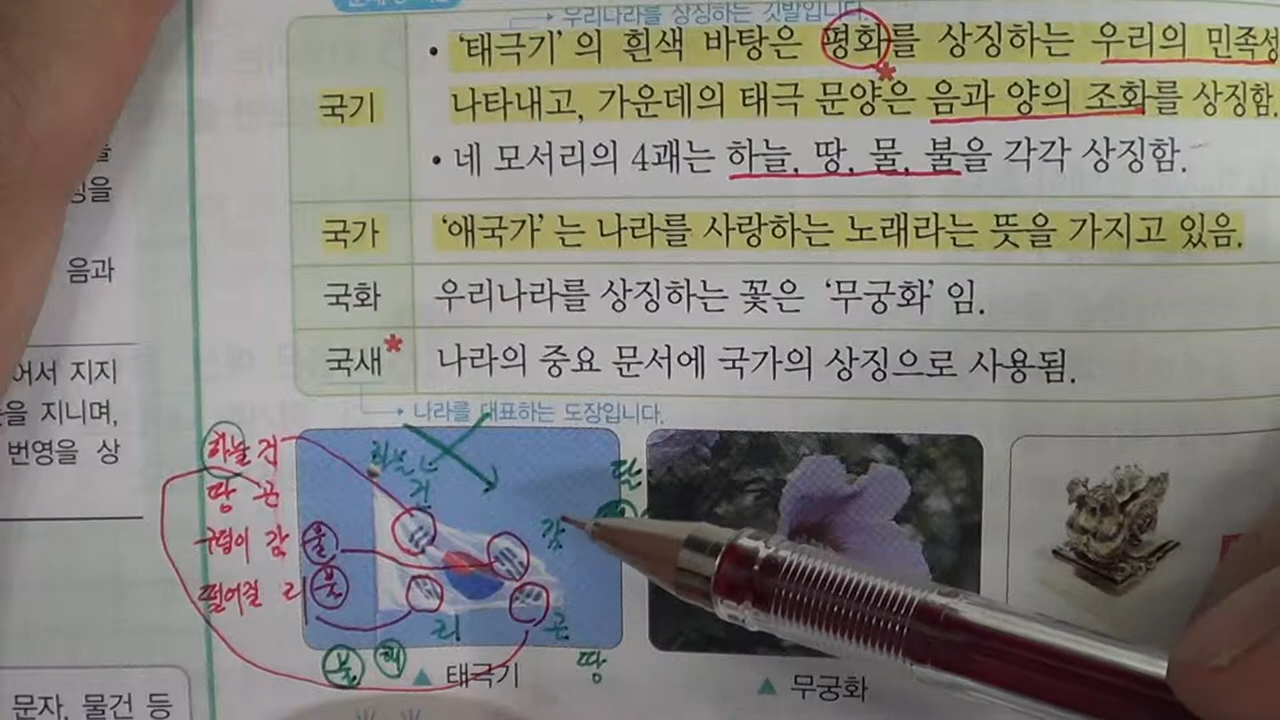 우리나라를 상징하는 깃발입니다.
국기
• ‘태극기’의 흰색 바탕은 평화를 상징하는 우리의 민족성
나타내고, 가운데의 태극 문양*은 음과 양의 조화를 상징함.
• 네 모서리의 4괘는 하늘, 땅, 물, 불을 각각 상징함.
국가
‘애국가’는 나라를 사랑하는 노래라는 뜻을 가지고 있음.
국화
우리나라를 상징하는 꽃은 ‘무궁화’임.
국새*
나라의 중요 문서에 국가의 상징으로 사용됨.
나라를 대표하는 도장입니다.
음과
어서 지지
을 지니며,
번영을 상
문자, 물건 등
하늘 건
땅 곤
구덩이 감 물
떨어질 리 불
하늘
건
달
감
리
곤
불 해
땅
▲ 태극기
▲ 무궁화